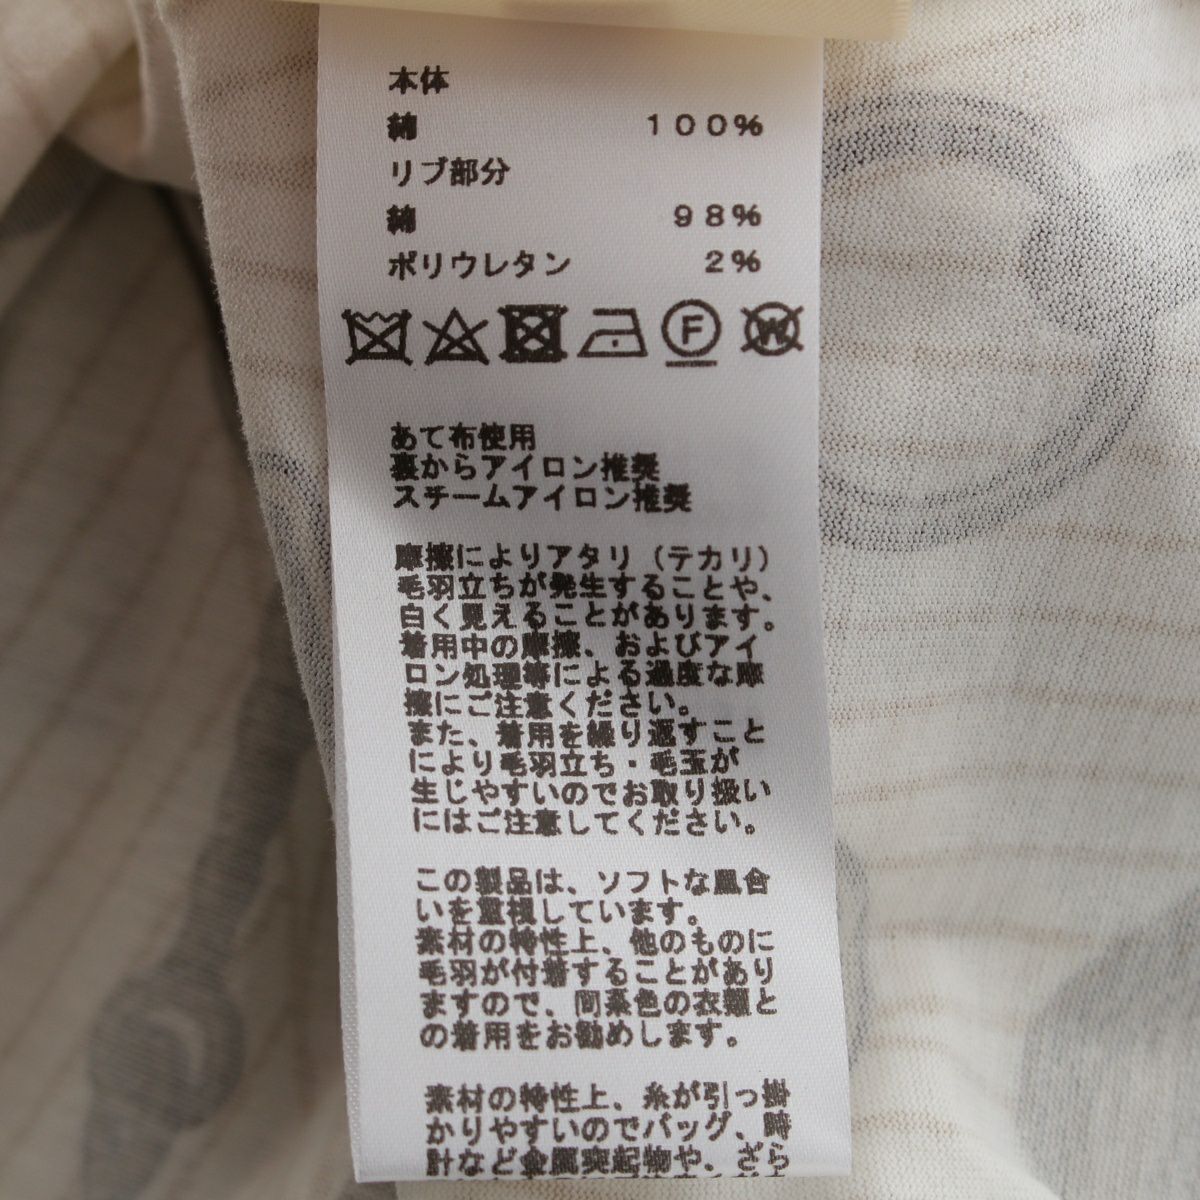 本体
綿 100%
リブ部分
綿 98%
ポリウレタン 2%
F W
あて布使用
裏からアイロン推奨
スチームアイロン推奨
摩擦によりアタリ(テカリ)
毛羽立ちが発生することや、
白く見えることがあります。
着用中の摩擦、およびアイ
ロン処理等による過度な摩
擦にご注意ください。
また、着用を繰り返すこと
により毛羽立ち・毛玉が
生じやすいのでお取り扱い
にはご注意してください。
この製品は、ソフトな風合
いを重視しています。
素材の特性上、他のものに
毛羽が付着することがあり
ますので、同系色の衣類と
の着用をお勧めします。
素材の特性上、糸が引っ掛
かりやすいのでバッグ、時
計など金属突起物や、ざら